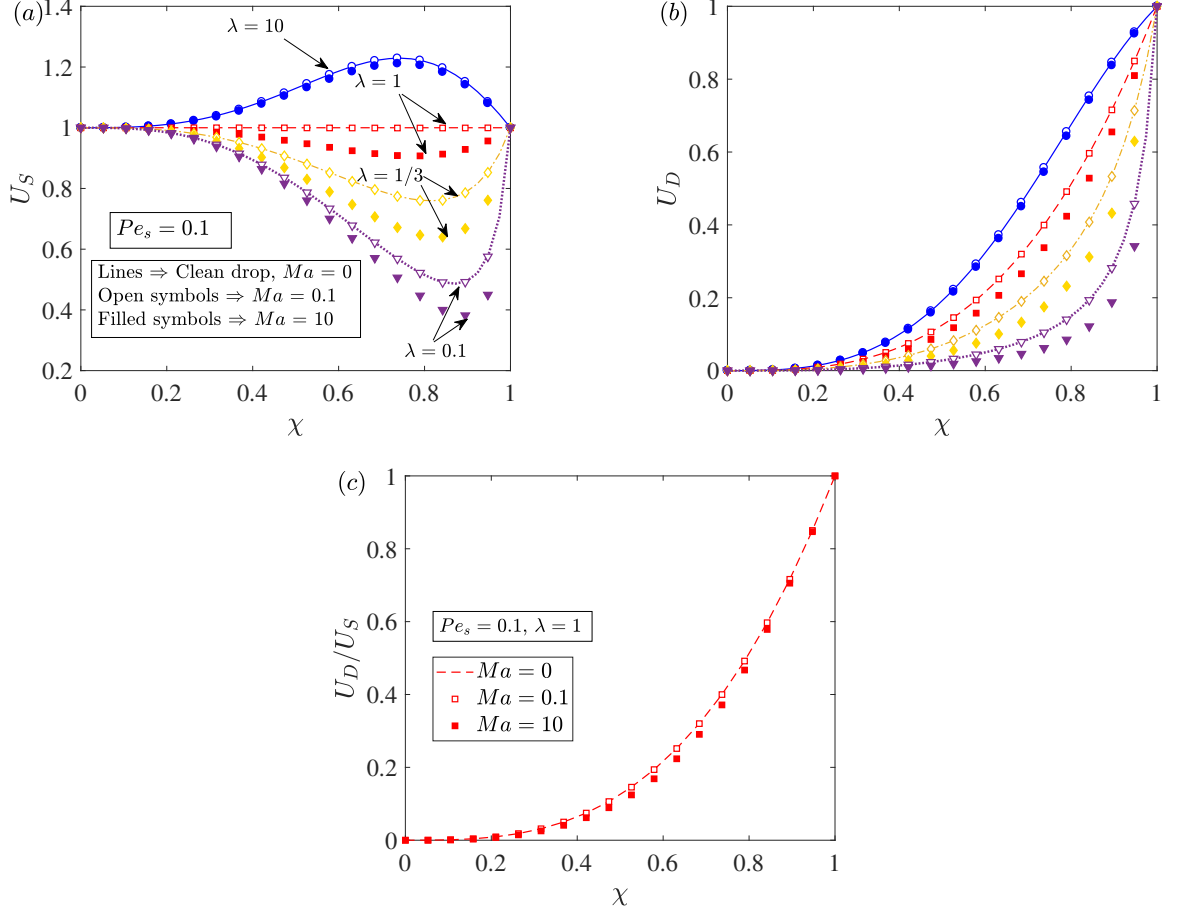 (a)
1.4
1.2
1
0.8
0.6
0.4
0.2
U_S
λ = 10
λ = 1
λ = 1/3
Pe_s = 0.1
Lines ⇒ Clean drop, Ma = 0
Open symbols ⇒ Ma = 0.1
Filled symbols ⇒ Ma = 10
λ = 0.1
0 0.2 0.4 0.6 0.8 1
χ
(b)
1
0.8
0.6
0.4
0.2
0
U_D
0 0.2 0.4 0.6 0.8 1
χ
(c)
1
0.8
0.6
0.4
0.2
0
U_D/U_S
Pe_s = 0.1, λ = 1
Ma = 0
Ma = 0.1
Ma = 10
0 0.2 0.4 0.6 0.8 1
χ